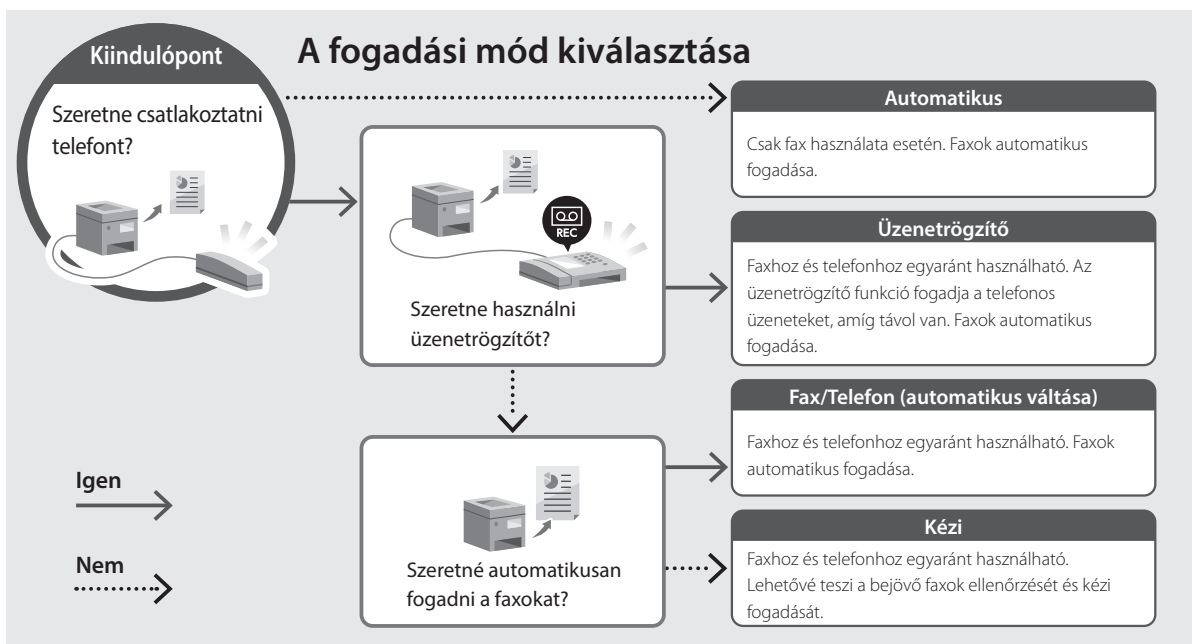 A fogadási mód kiválasztása
Kiindulópont
Szeretne csatlakoztatni
telefont?
REC
Szeretne használni
üzenetrögzítőt?
Szeretné automatikusan
fogadni a faxokat?
Igen
Nem
Automatikus
Csak fax használata esetén. Faxok automatikus
fogadása.
Üzenetrögzítő
Faxhoz és telefonhoz egyaránt használható. Az
üzenetrögzítő funkció fogadja a telefonos
üzeneteket, amíg távol van. Faxok automatikus
fogadása.
Fax/Telefon (automatikus váltása)
Faxhoz és telefonhoz egyaránt használható. Faxok
automatikus fogadása.
Kézi
Faxhoz és telefonhoz egyaránt használható.
Lehetővé teszi a bejövő faxok ellenőrzését és kézi
fogadását.